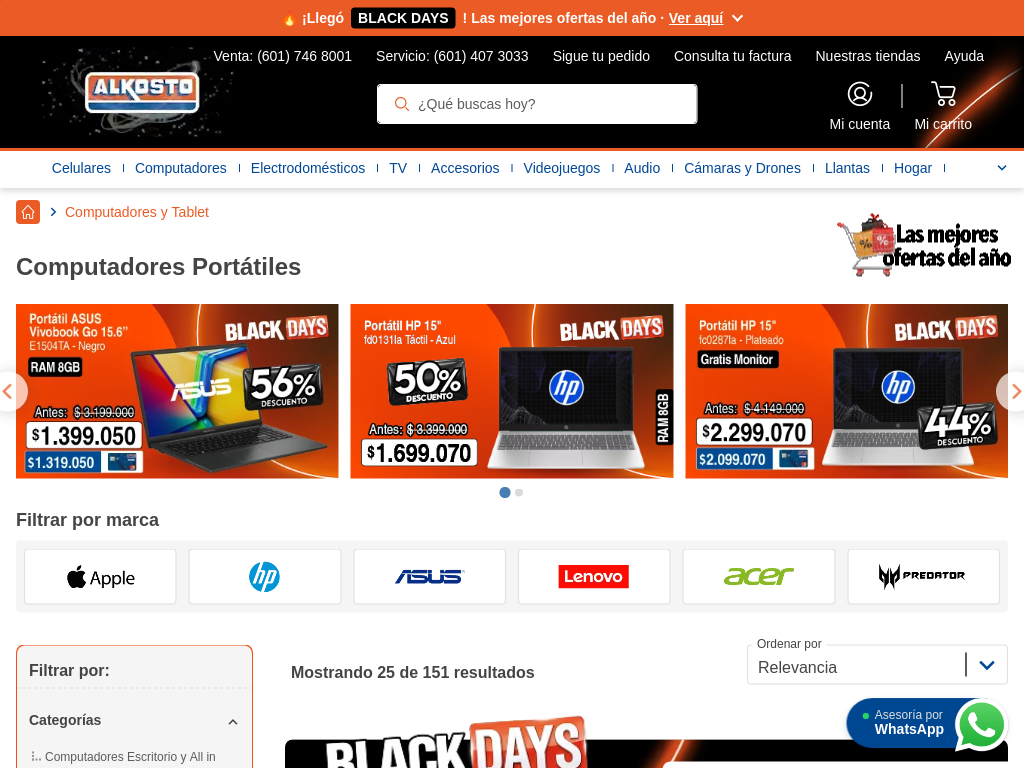 🔥 ¡Llegó BLACK DAYS ! Las mejores ofertas del año · Ver aquí
Venta: (601) 746 8001
Servicio: (601) 407 3033
Sigue tu pedido
Consulta tu factura
Nuestras tiendas
Ayuda
ALKOSTO
¿Qué buscas hoy?
Mi cuenta
Mi carrito
Celulares
Computadores
Electrodomésticos
TV
Accesorios
Videojuegos
Audio
Cámaras y Drones
Llantas
Hogar
Computadores y Tablet
Computadores Portátiles
Las mejores
ofertas del año
Portátil ASUS
Vivobook Go 15.6"
E1504TA - Negro
RAM 8GB
BLACK DAYS
ASUS
56%
DESCUENTO
Antes: $ 3.199.000
$1.399.050
$1.319.050
Portátil HP 15"
fd0131la Táctil - Azul
BLACK DAYS
50%
DESCUENTO
hp
RAM 8GB
Antes: $ 3.399.000
$1.699.070
Portátil HP 15"
fc0287la - Plateado
Gratis Monitor
BLACK DAYS
hp
44%
DESCUENTO
Antes: $ 4.149.000
$2.299.070
$2.099.070
Filtrar por marca
Apple
hp
ASUS
Lenovo
acer
PREDATOR
Filtrar por:
Categorías
Computadores Escritorio y All in
Mostrando 25 de 151 resultados
Ordenar por
Relevancia
BLACK DAYS
Asesoría por
WhatsApp